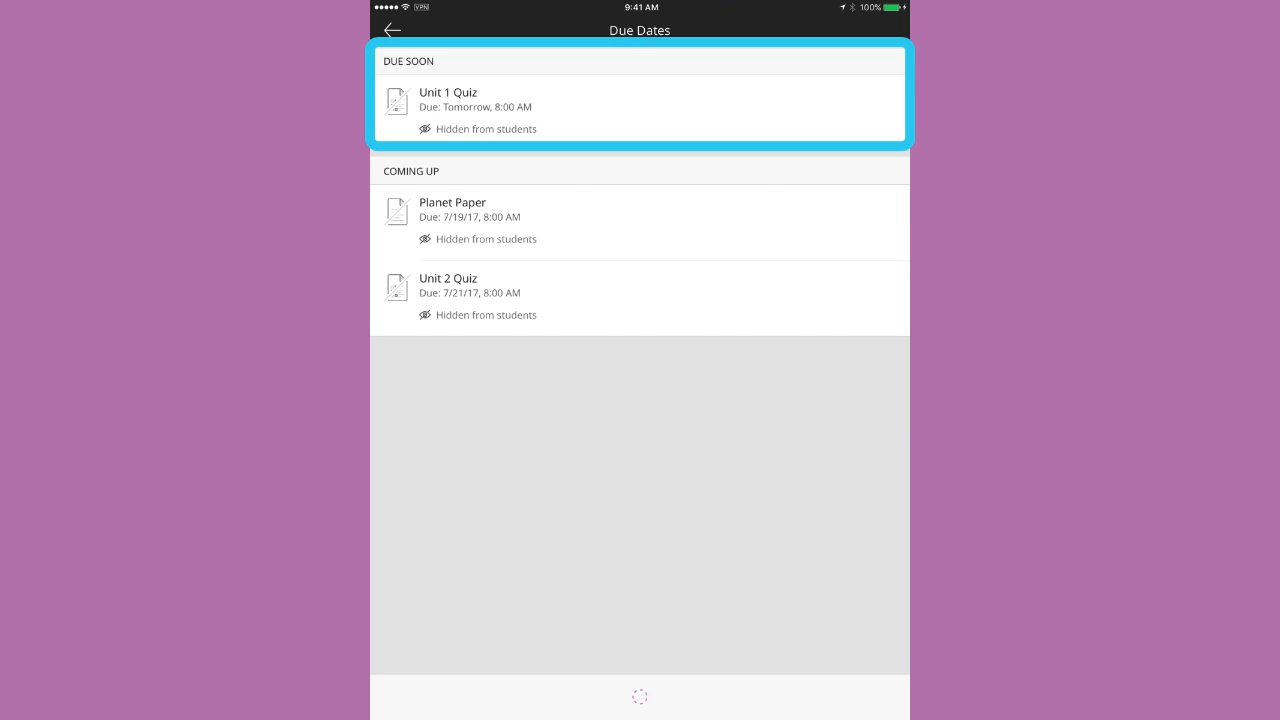 VPN 9:41 AM 100%
Due Dates
DUE SOON
Unit 1 Quiz
Due: Tomorrow, 8:00 AM
Hidden from students
COMING UP
Planet Paper
Due: 7/19/17, 8:00 AM
Hidden from students
Unit 2 Quiz
Due: 7/21/17, 8:00 AM
Hidden from students